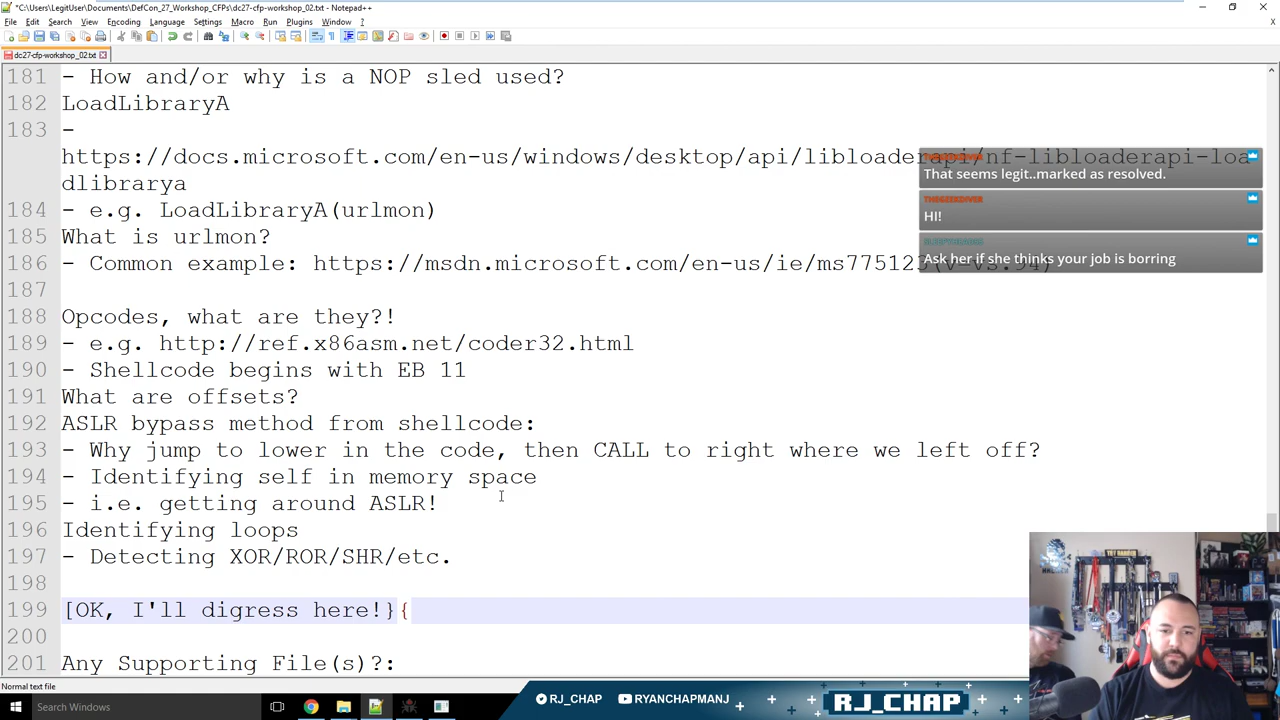 *C:\Users\LegitUser\Documents\DefCon_27_Workshop_CFPs\dc27-cfp-workshop_02.txt - Notepad++
File Edit Search View Encoding Language Settings Macro Run Plugins Window ?
dc27-cfp-workshop_02.txt
181 - How and/or why is a NOP sled used?
182 LoadLibraryA
183 -
https://docs.microsoft.com/en-us/windows/desktop/api/libloaderapi/nf-libloaderapi-loa
THEGEEKDIVER
That seems legit..marked as resolved.
dlibrarya
THEGEEKDIVER
HI!
184 - e.g. LoadLibraryA(urlmon)
185 What is urlmon?
Ask her if she thinks your job is borring
186 - Common example: https://msdn.microsoft.com/en-us/ie/ms775123(v=vs.94)
187
188 Opcodes, what are they?!
189 - e.g. http://ref.x86asm.net/coder32.html
190 - Shellcode begins with EB 11
191 What are offsets?
192 ASLR bypass method from shellcode:
193 - Why jump to lower in the code, then CALL to right where we left off?
194 - Identifying self in memory space
195 - i.e. getting around ASLR!
196 Identifying loops
197 - Detecting XOR/ROR/SHR/etc.
198
199 [OK, I'll digress here!}{
200
201 Any Supporting File(s)?:
Normal text file
Search Windows
RJ_CHAP
RYANCHAPMANJ
RJ_CHAP